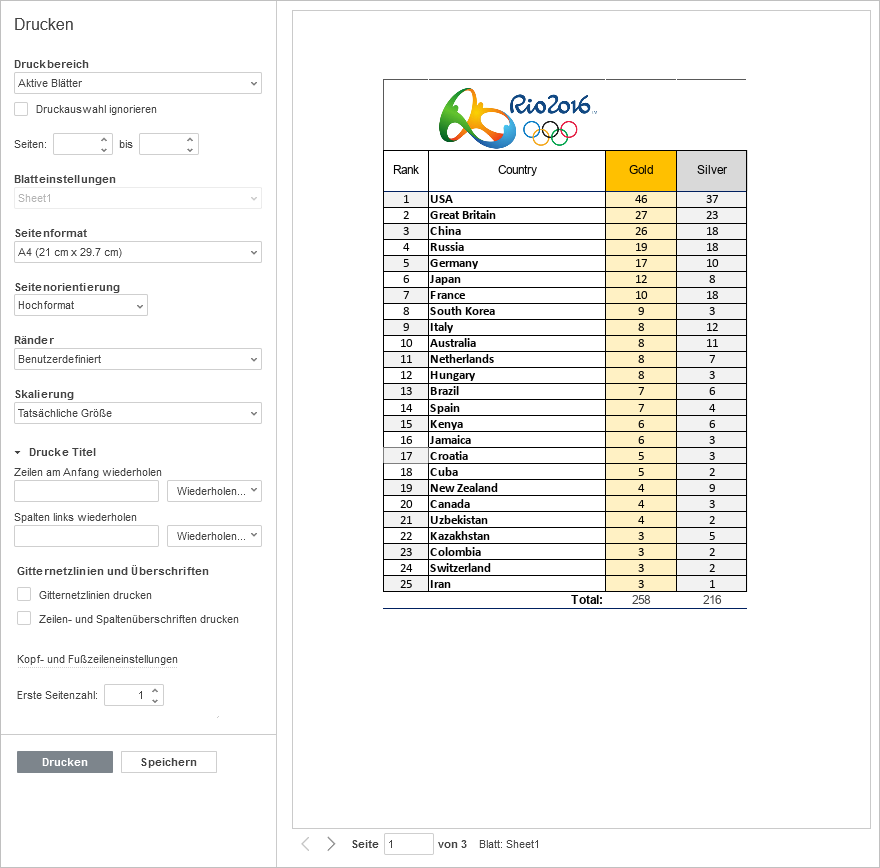 Drucken
Druckbereich
Aktive Blätter
Druckauswahl ignorieren
Seiten: bis
Blatteinstellungen
Sheet1
Seitenformat
A4 (21 cm x 29.7 cm)
Seitenorientierung
Hochformat
Ränder
Benutzerdefiniert
Skalierung
Tatsächliche Größe
Drucke Titel
Zeilen am Anfang wiederholen
Wiederholen...
Spalten links wiederholen
Wiederholen...
Gitternetzlinien und Überschriften
Gitternetzlinien drucken
Zeilen- und Spaltenüberschriften drucken
Kopf- und Fußzeileneinstellungen
Erste Seitenzahl: 1
Drucken Speichern
Rio2016™
Rank Country Gold Silver
1 USA 46 37
2 Great Britain 27 23
3 China 26 18
4 Russia 19 18
5 Germany 17 10
6 Japan 12 8
7 France 10 18
8 South Korea 9 3
9 Italy 8 12
10 Australia 8 11
11 Netherlands 8 7
12 Hungary 8 3
13 Brazil 7 6
14 Spain 7 4
15 Kenya 6 6
16 Jamaica 6 3
17 Croatia 5 3
18 Cuba 5 2
19 New Zealand 4 9
20 Canada 4 3
21 Uzbekistan 4 2
22 Kazakhstan 3 5
23 Colombia 3 2
24 Switzerland 3 2
25 Iran 3 1
Total: 258 216
Seite 1 von 3 Blatt: Sheet1